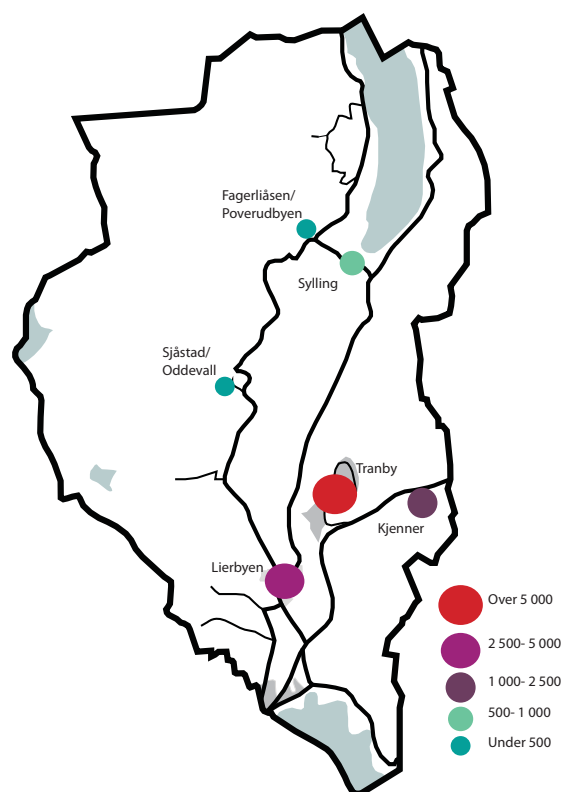 Fagerliåsen/
Poverudbyen
Sylling
Sjåstad/
Oddevall
Tranby
Kjenner
Lierbyen
Over 5 000
2 500- 5 000
1 000- 2 500
500- 1 000
Under 500